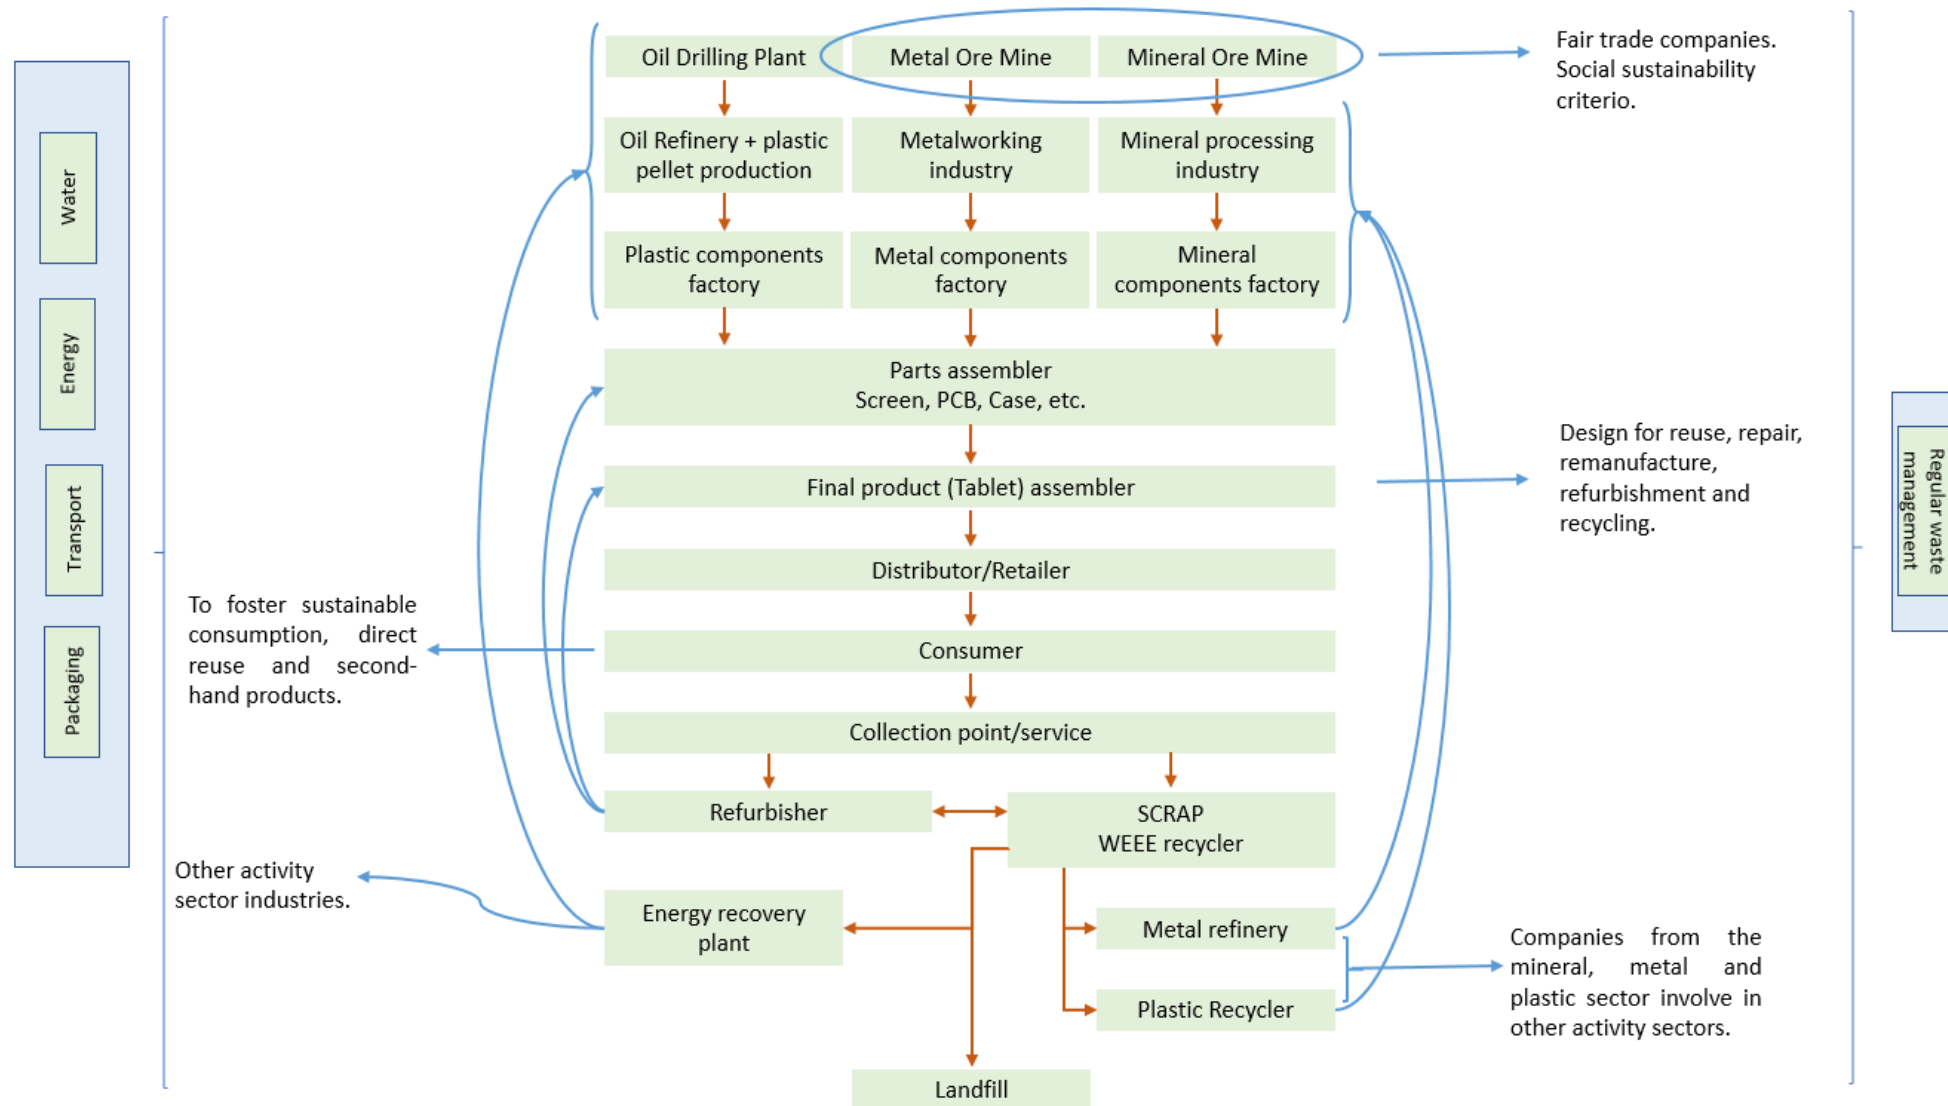 Oil Drilling Plant
Metal Ore Mine
Mineral Ore Mine
Fair trade companies.
Social sustainability
criterio.
Oil Refinery + plastic
pellet production
Metalworking
industry
Mineral processing
industry
Plastic components
factory
Metal components
factory
Mineral
components factory
Parts assembler
Screen, PCB, Case, etc.
Final product (Tablet) assembler
Design for reuse, repair,
remanufacture,
refurbishment and
recycling.
Distributor/Retailer
Consumer
To foster sustainable
consumption, direct
reuse and second-
hand products.
Collection point/service
Refurbisher
SCRAP
WEEE recycler
Other activity
sector industries.
Energy recovery
plant
Metal refinery
Plastic Recycler
Companies from the
mineral, metal and
plastic sector involve in
other activity sectors.
Landfill
Water
Energy
Transport
Packaging
Regular waste
management